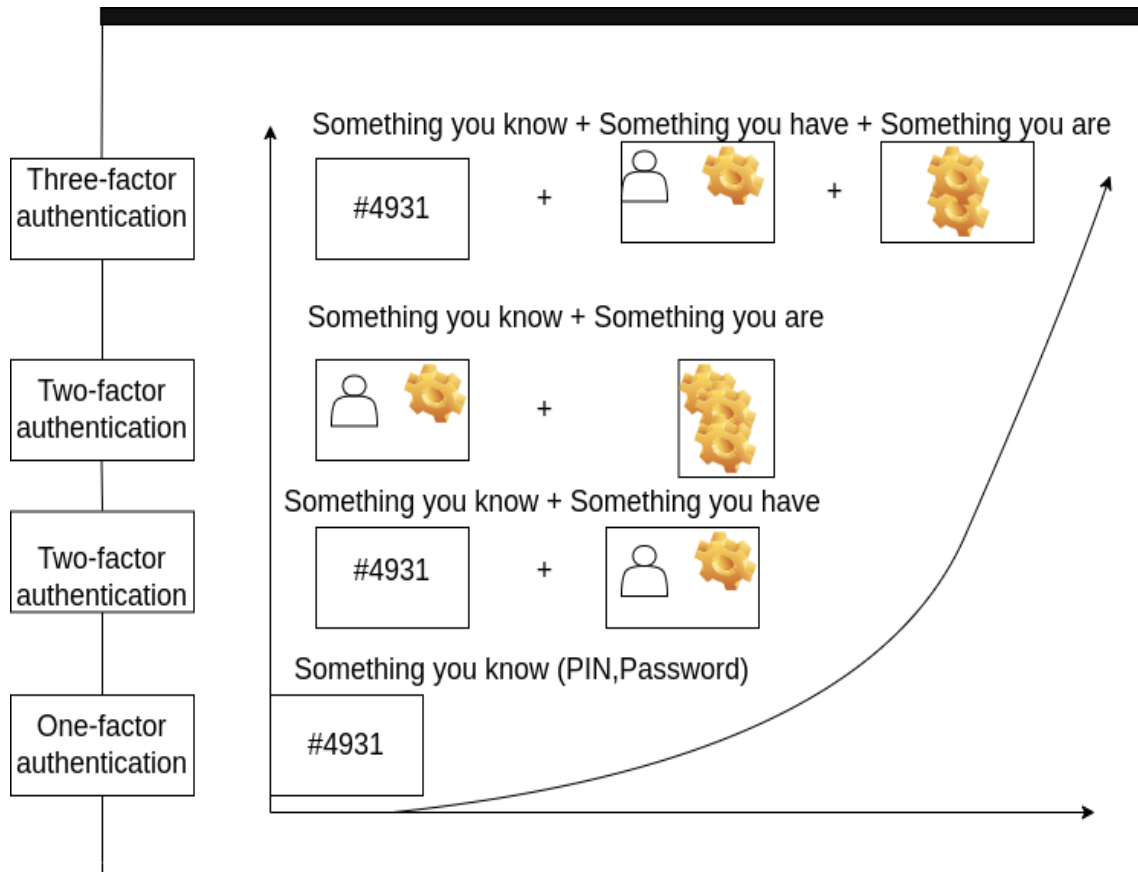 Something you know + Something you have + Something you are
Three-factor
authentication
#4931
+
+
Something you know + Something you are
Two-factor
authentication
+
Something you know + Something you have
Two-factor
authentication
#4931
+
Something you know (PIN,Password)
One-factor
authentication
#4931